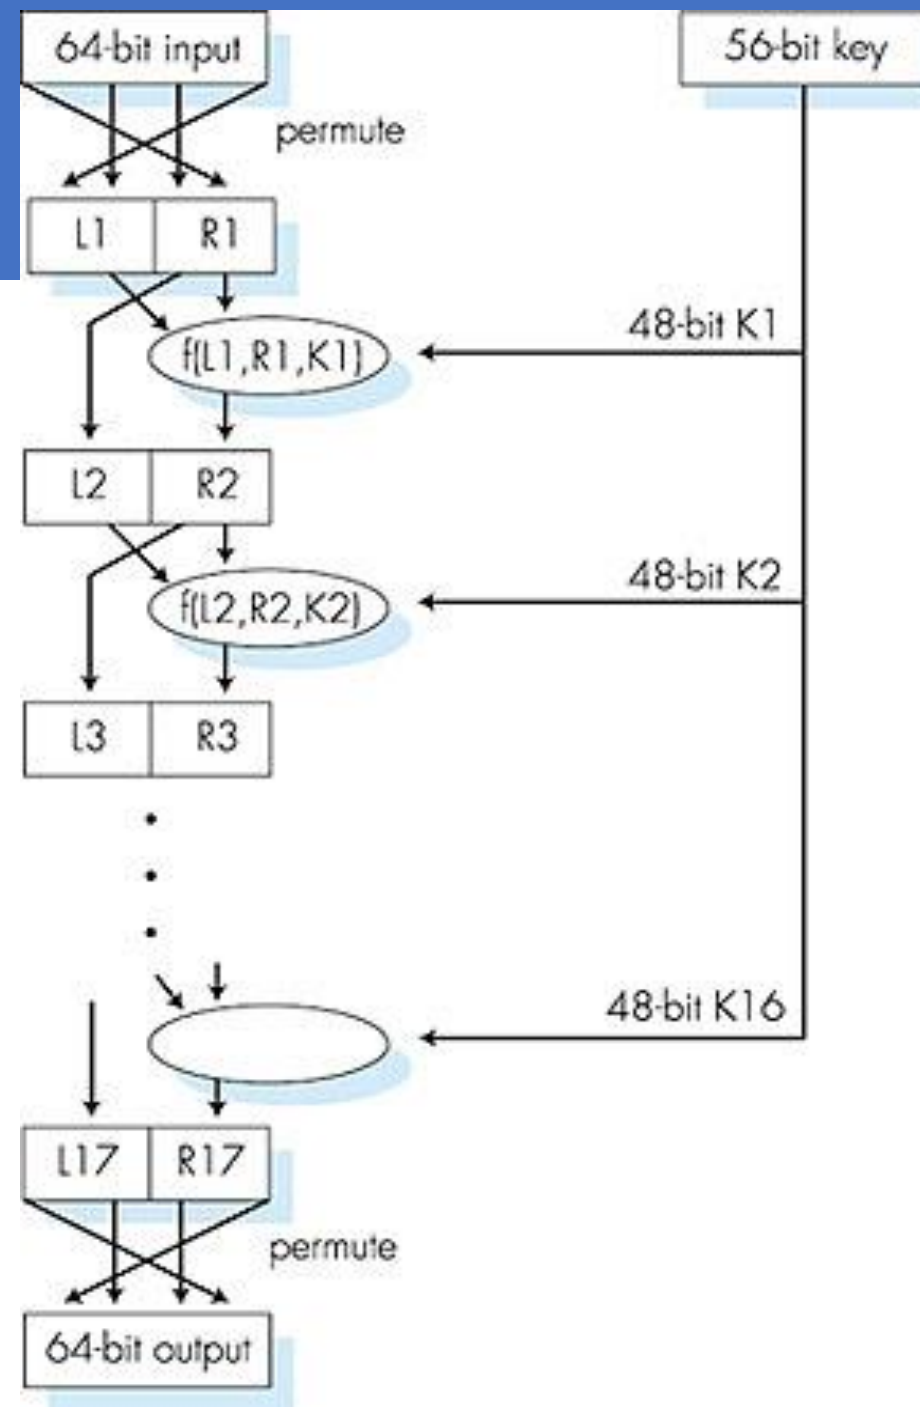 64-bit input
56-bit key
permute
L1 R1
48-bit K1
f(L1,R1,K1)
L2 R2
48-bit K2
f(L2,R2,K2)
L3 R3
48-bit K16
L17 R17
permute
64-bit output